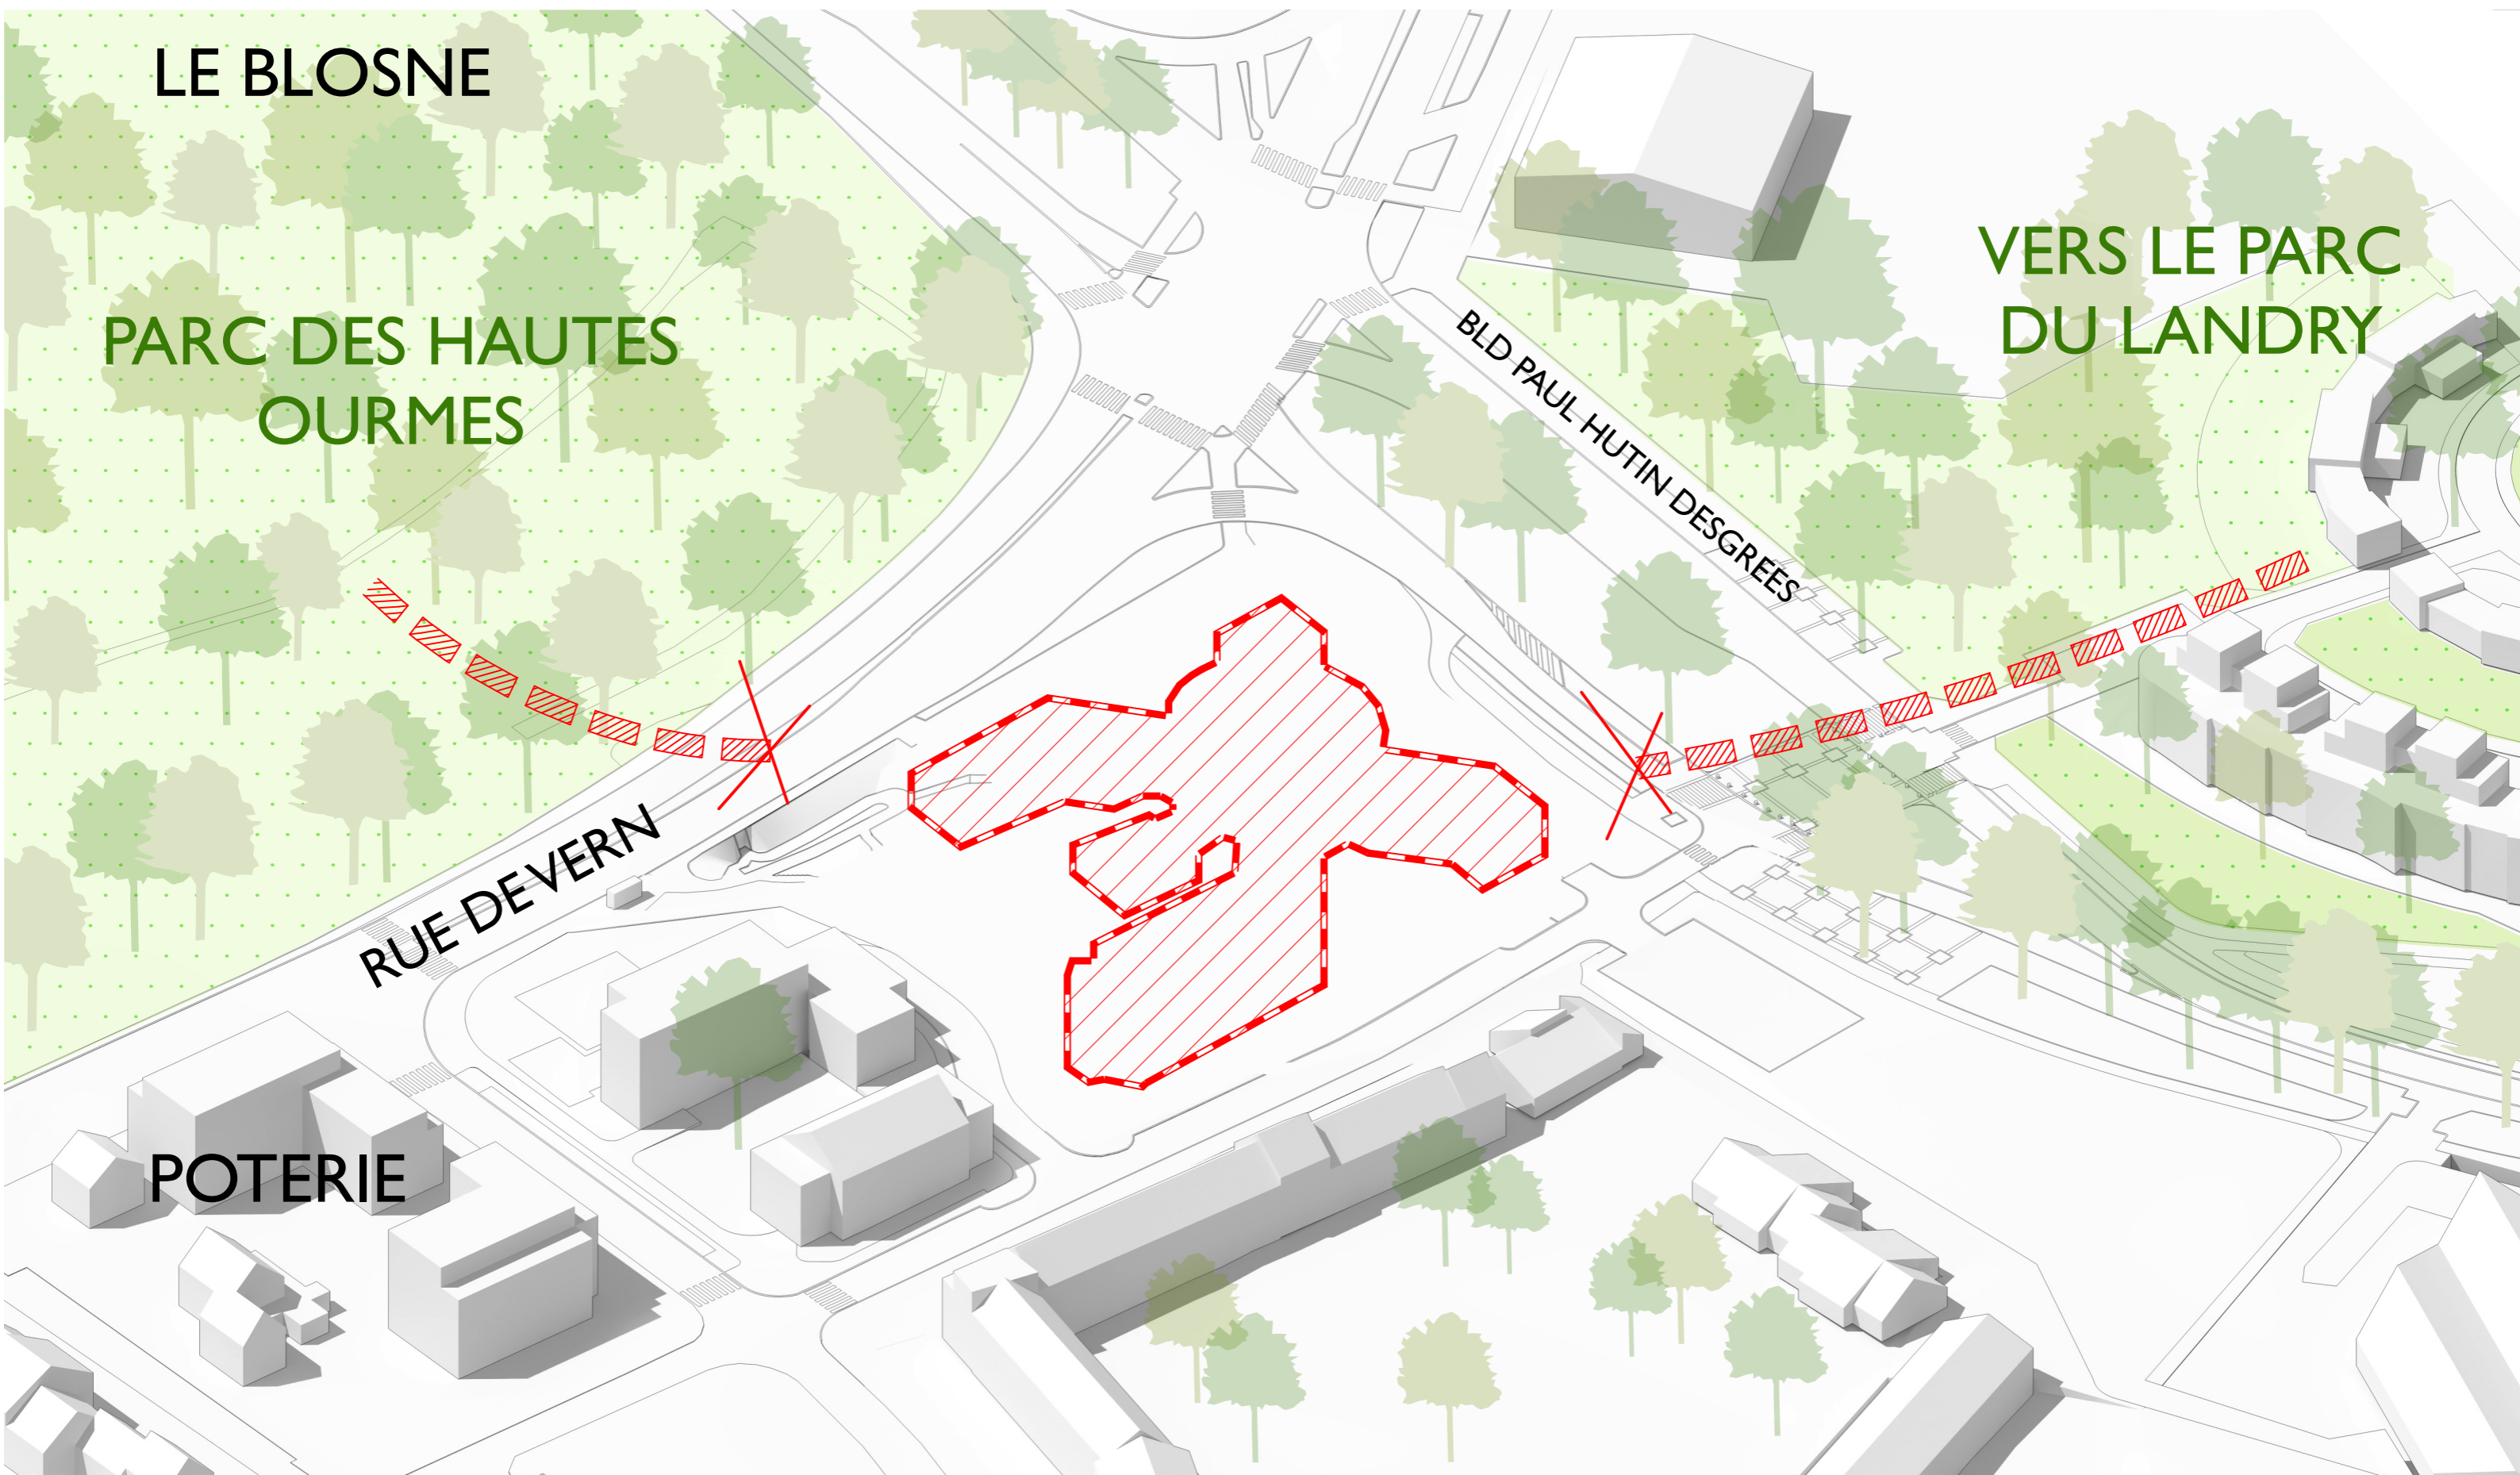 LE BLOSNE
VERS LE PARC
DU LANDRY
PARC DES HAUTES
OURMES
BLD PAUL HUTIN DESGREES
RUE DE VERN
POTERIE